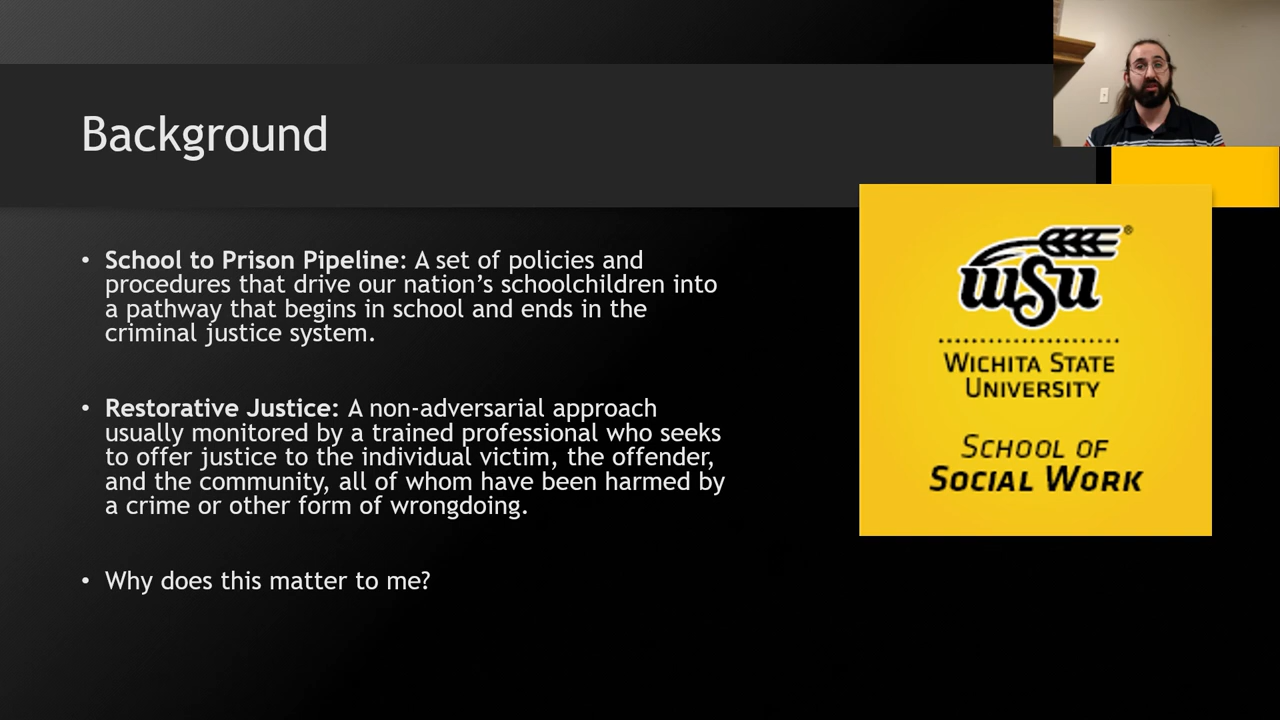 Background
• School to Prison Pipeline: A set of policies and
procedures that drive our nation’s schoolchildren into
a pathway that begins in school and ends in the
criminal justice system.
• Restorative Justice: A non-adversarial approach
usually monitored by a trained professional who seeks
to offer justice to the individual victim, the offender,
and the community, all of whom have been harmed by
a crime or other form of wrongdoing.
• Why does this matter to me?
WSU®
WICHITA STATE
UNIVERSITY
SCHOOL OF
SOCIAL WORK